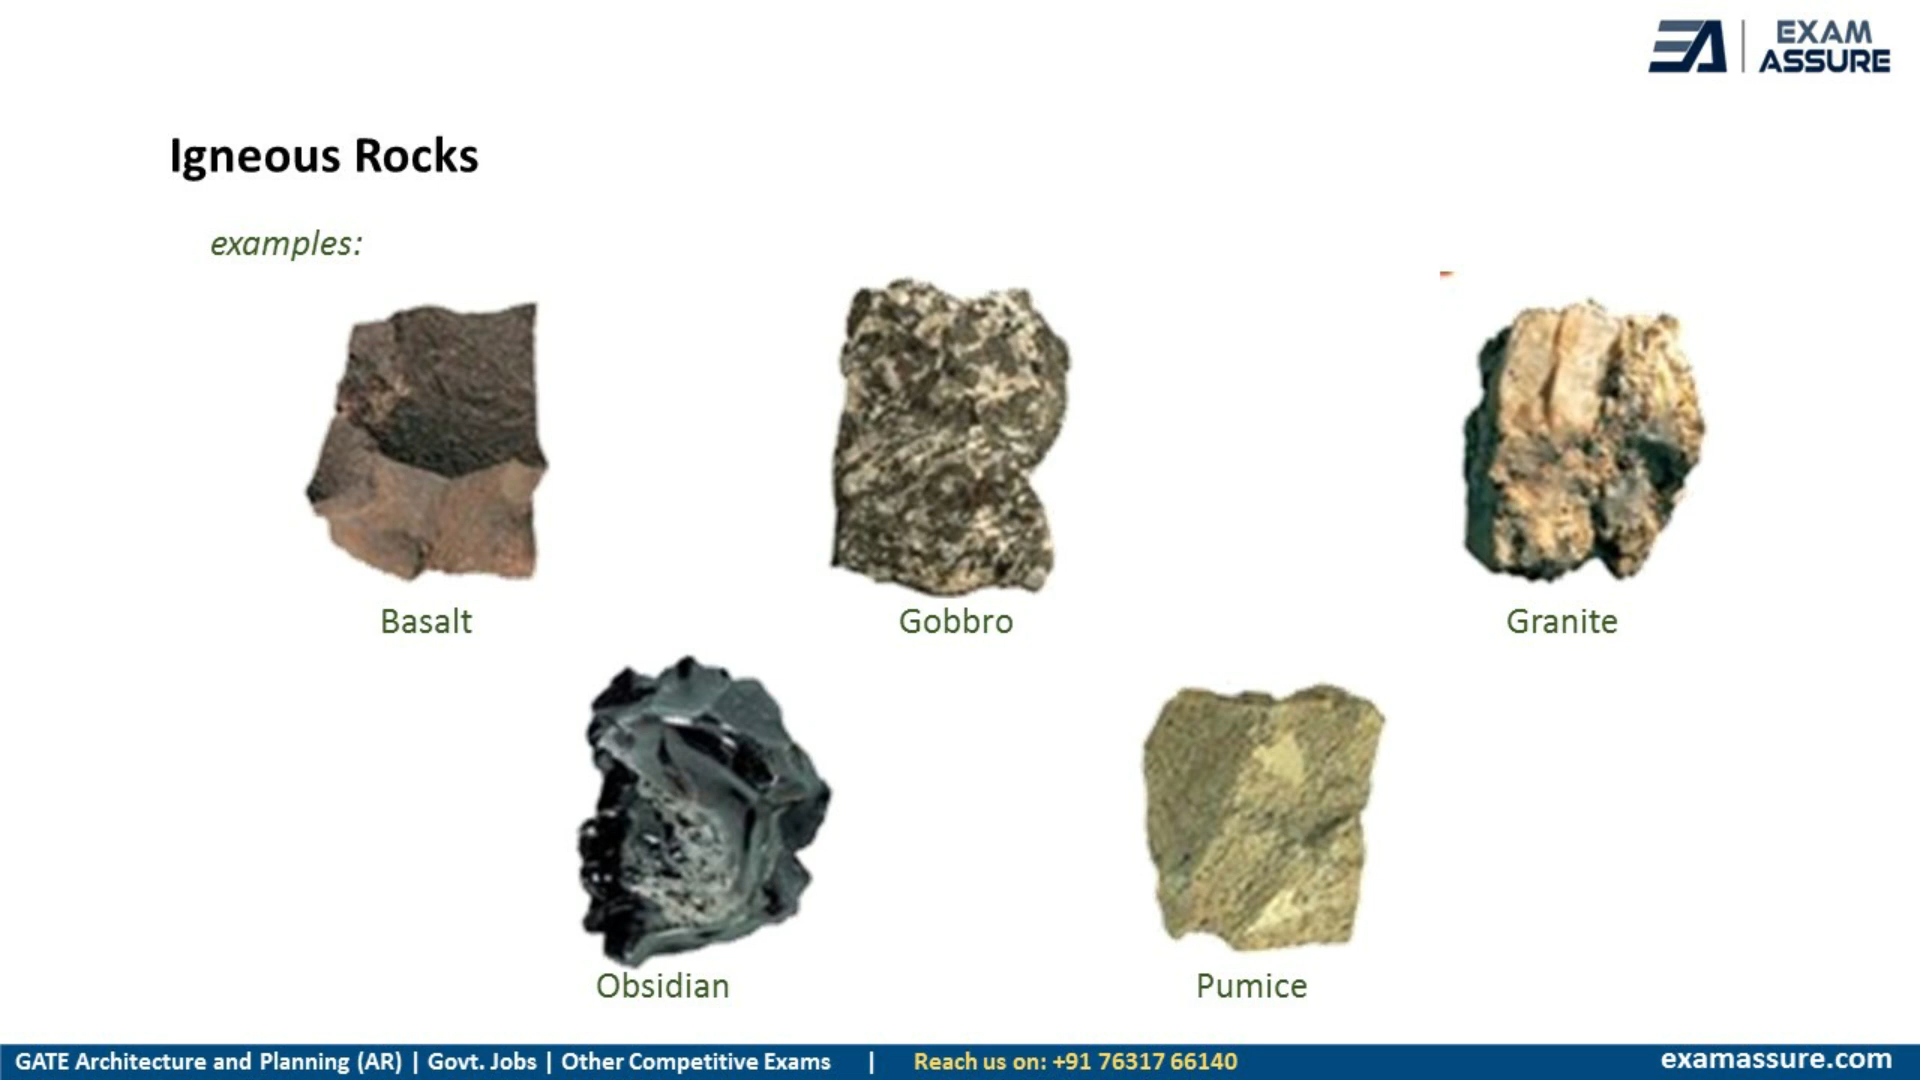 EXAM
ASSURE
Igneous Rocks
examples:
Basalt
Gobbro
Granite
Obsidian
Pumice
GATE Architecture and Planning (AR) | Govt. Jobs | Other Competitive Exams | Reach us on: +91 76317 66140
examassure.com